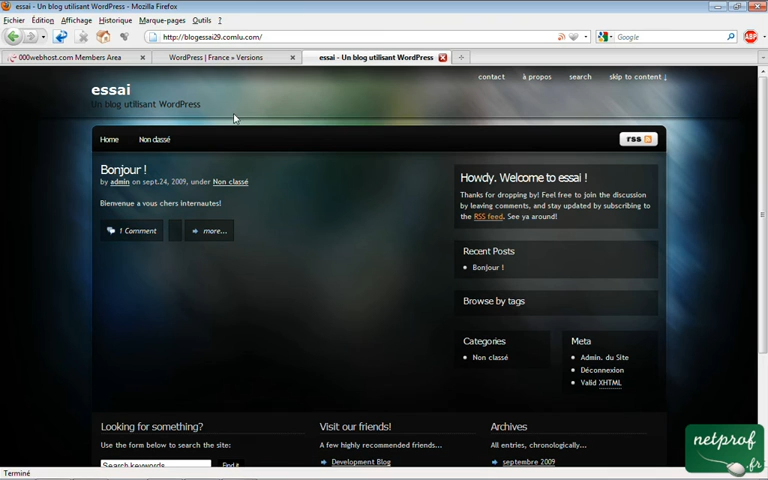 essai - Un blog utilisant WordPress - Mozilla Firefox
Fichier Édition Affichage Historique Marque-pages Outils ?
http://blogessai29.comlu.com/
Google
ABP
000webhost.com Members Area
WordPress | France » Versions
essai - Un blog utilisant WordPress
contact à propos search skip to content ↓
essai
Un blog utilisant WordPress
Home Non classé
rss
Bonjour !
by admin on sept.24, 2009, under Non classé
Bienvenue a vous chers internautes!
1 Comment
more...
Howdy. Welcome to essai !
Thanks for dropping by! Feel free to join the discussion
by leaving comments, and stay updated by subscribing to
the RSS feed. See ya around!
Recent Posts
Bonjour !
Browse by tags
Categories
Non classé
Meta
Admin. du Site
Déconnexion
Valid XHTML
Looking for something?
Use the form below to search the site:
Search keywords
Find it
Visit our friends!
A few highly recommended friends...
Development Blog
Archives
All entries, chronologically...
septembre 2009
netprof
.fr
Terminé